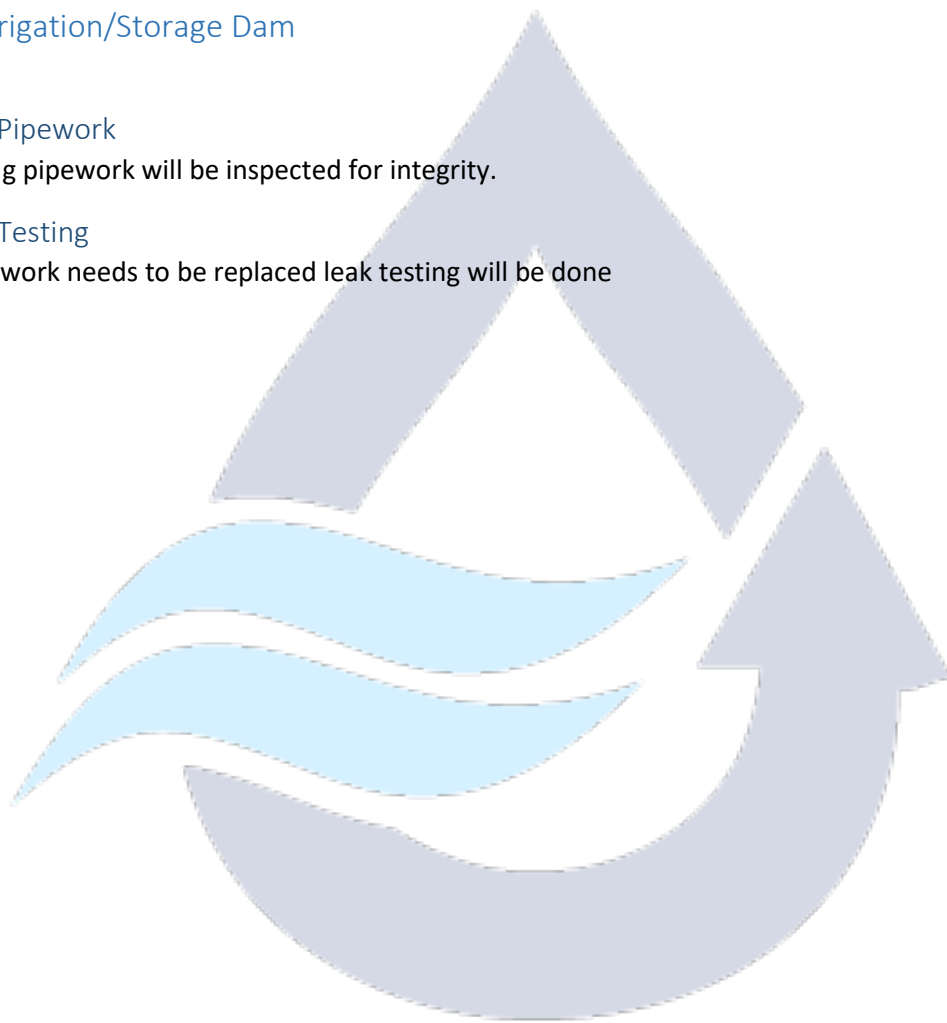 rigation/Storage Dam
Pipework
g pipework will be inspected for integrity.
Testing
work needs to be replaced leak testing will be done